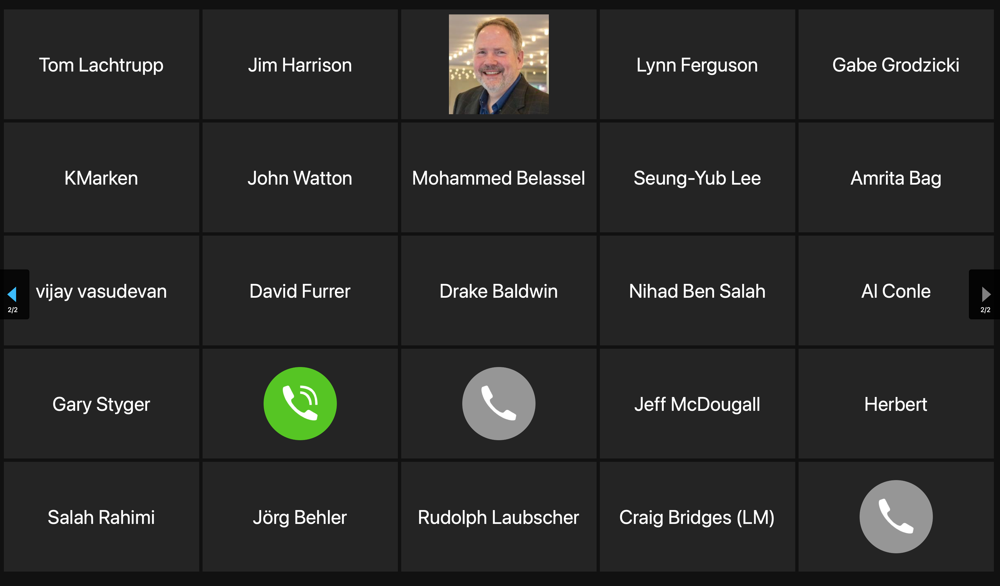 Tom Lachtrupp
Jim Harrison
Lynn Ferguson
Gabe Grodzicki
KMarken
John Watton
Mohammed Belassel
Seung-Yub Lee
Amrita Bag
vijay vasudevan
David Furrer
Drake Baldwin
Nihad Ben Salah
Al Conle
2/2
2/2
Gary Styger
Jeff McDougall
Herbert
Salah Rahimi
Jörg Behler
Rudolph Laubscher
Craig Bridges (LM)